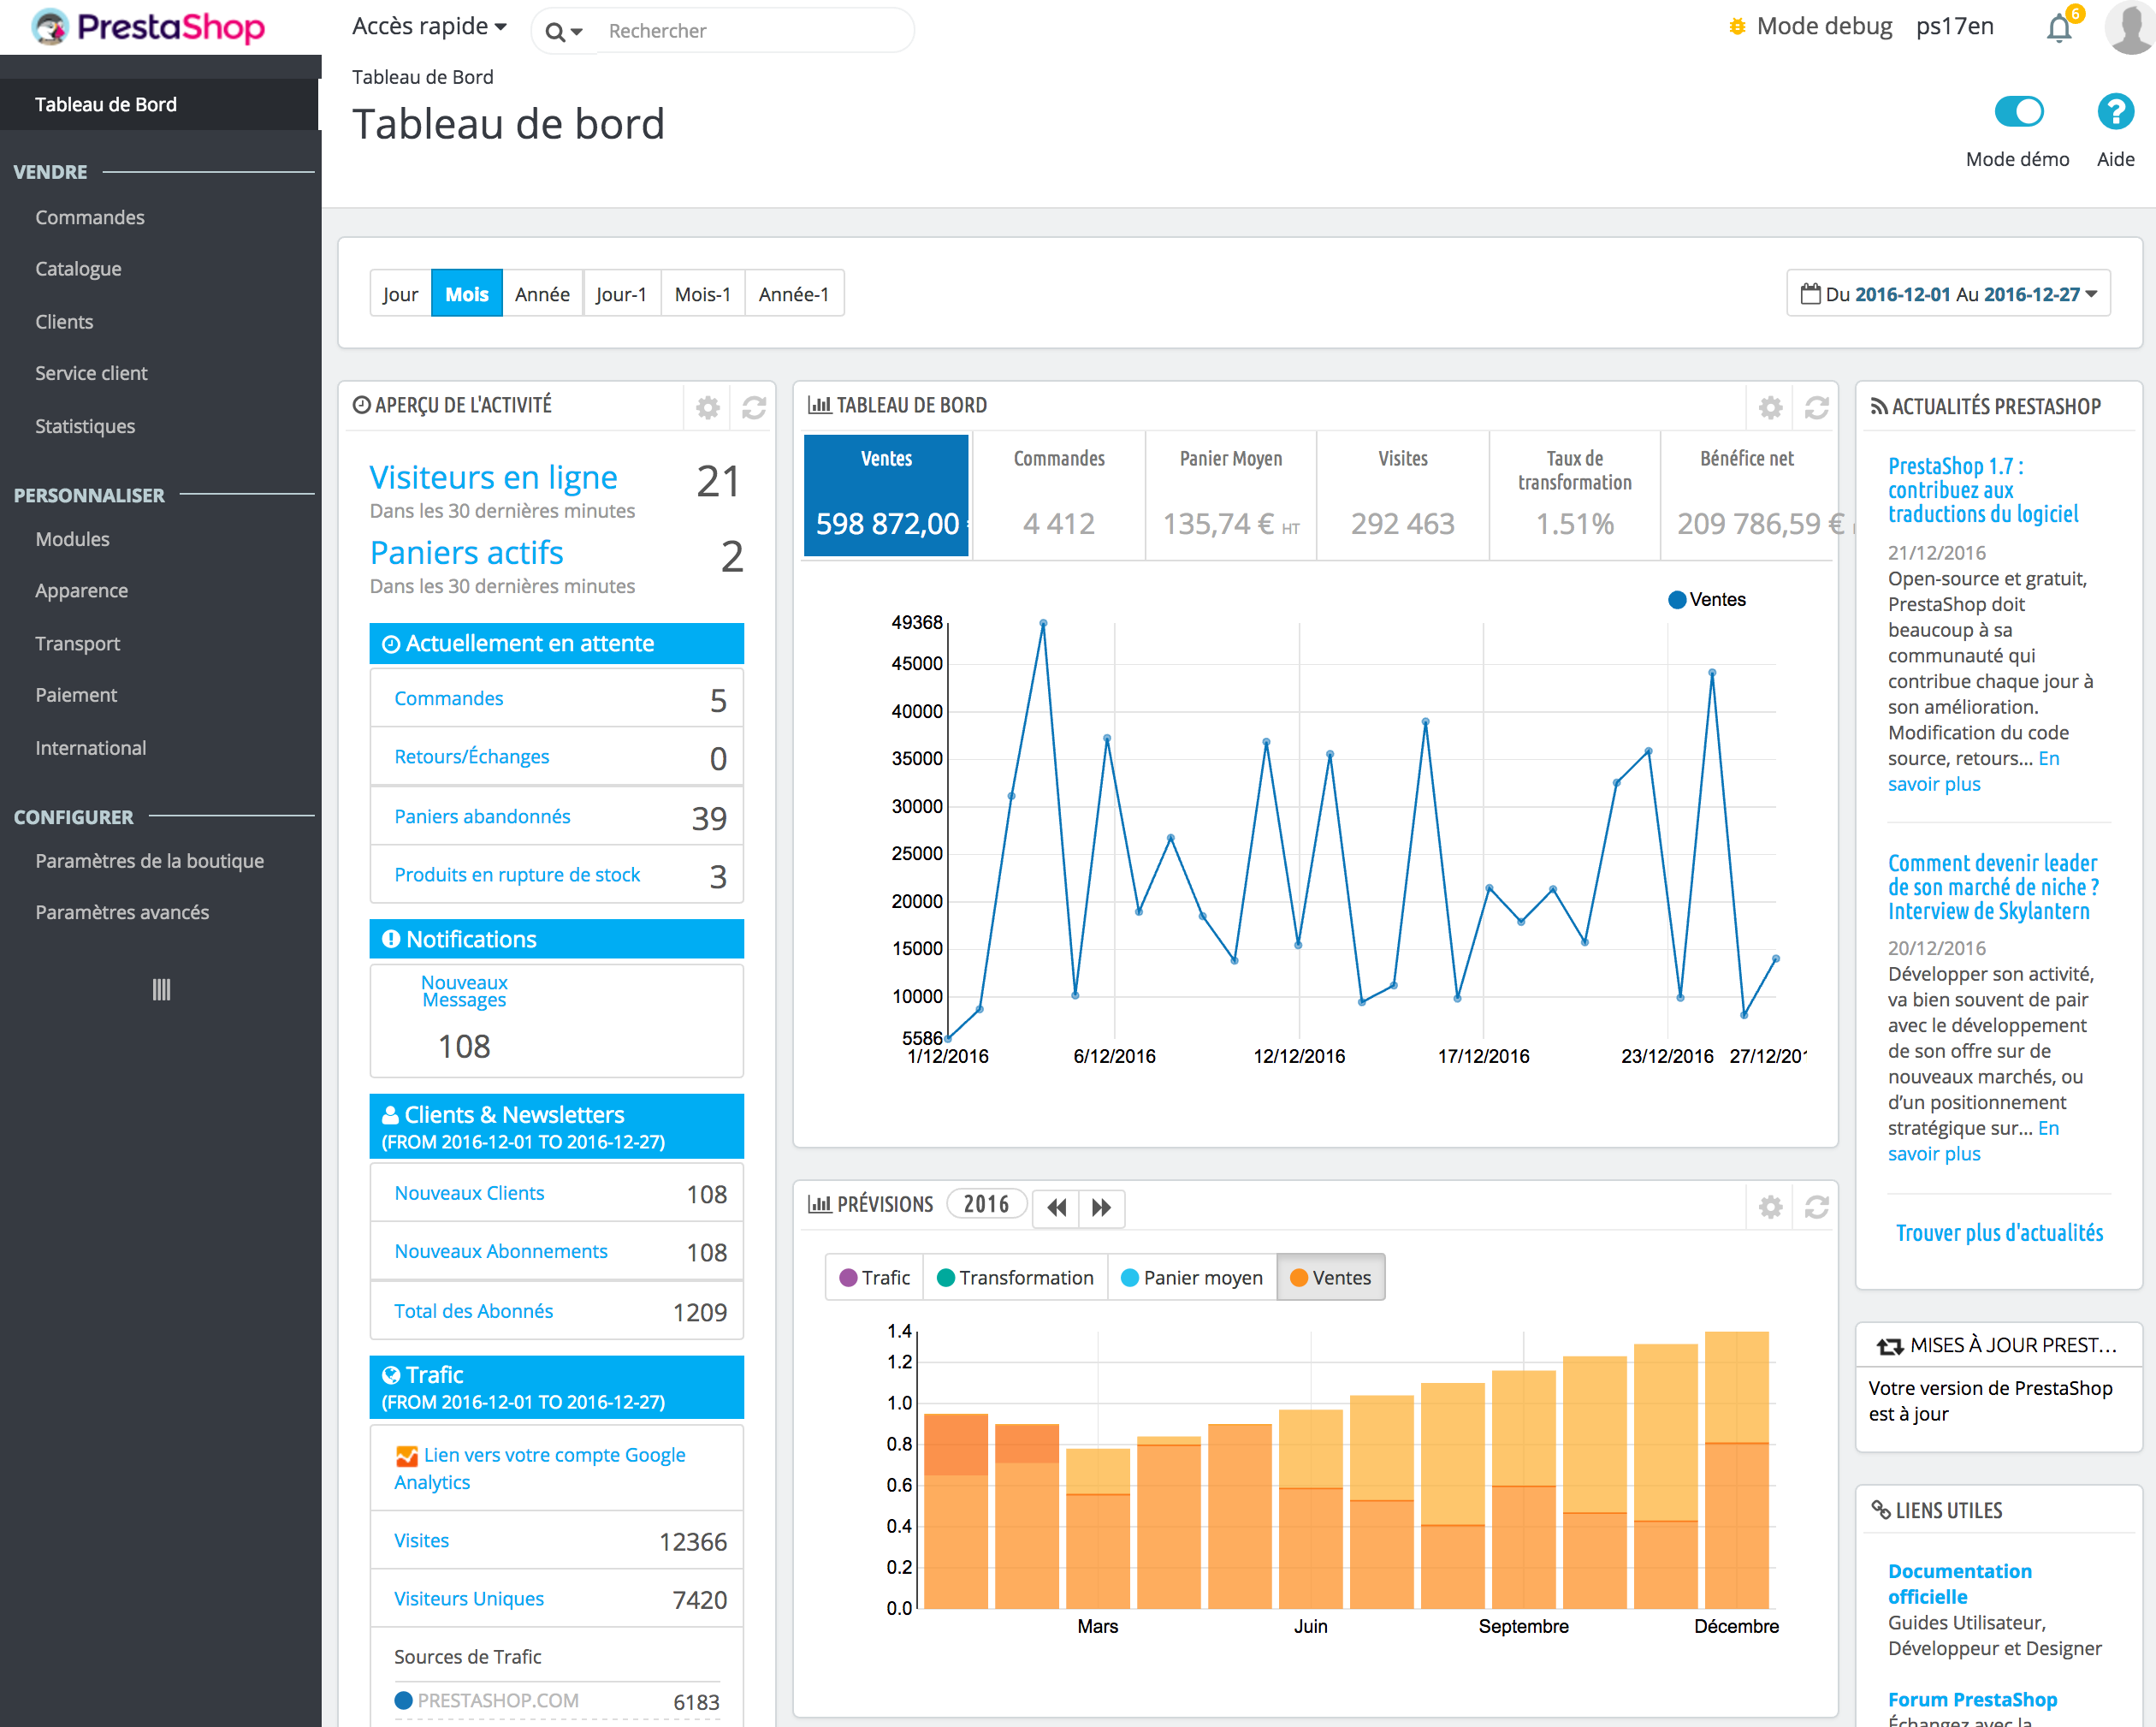 PrestaShop
Accès rapide
Rechercher
Mode debug
ps17en
6
Tableau de Bord
Tableau de bord
Mode démo
Aide
Tableau de Bord
VENDRE
Commandes
Catalogue
Clients
Service client
Statistiques
PERSONNALISER
Modules
Apparence
Transport
Paiement
International
CONFIGURER
Paramètres de la boutique
Paramètres avancés
Jour Mois Année Jour-1 Mois-1 Année-1
Du 2016-12-01 Au 2016-12-27
APERÇU DE L'ACTIVITÉ
Visiteurs en ligne 21
Dans les 30 dernières minutes
Paniers actifs 2
Dans les 30 dernières minutes
Actuellement en attente
Commandes 5
Retours/Échanges 0
Paniers abandonnés 39
Produits en rupture de stock 3
Notifications
Nouveaux
Messages
108
Clients & Newsletters
(FROM 2016-12-01 TO 2016-12-27)
Nouveaux Clients 108
Nouveaux Abonnements 108
Total des Abonnés 1209
Trafic
(FROM 2016-12-01 TO 2016-12-27)
Lien vers votre compte Google
Analytics
Visites 12366
Visiteurs Uniques 7420
Sources de Trafic
PRESTASHOP.COM 6183
TABLEAU DE BORD
Ventes
598 872,00
Commandes
4 412
Panier Moyen
135,74 € HT
Visites
292 463
Taux de
transformation
1.51%
Bénéfice net
209 786,59 €
Ventes
49368
45000
40000
35000
30000
25000
20000
15000
10000
5586
1/12/2016 6/12/2016 12/12/2016 17/12/2016 23/12/2016 27/12/201
PRÉVISIONS 2016
Trafic Transformation Panier moyen Ventes
1.4
1.2
1.0
0.8
0.6
0.4
0.2
0.0
Mars Juin Septembre Décembre
ACTUALITÉS PRESTASHOP
PrestaShop 1.7 :
contribuez aux
traductions du logiciel
21/12/2016
Open-source et gratuit,
PrestaShop doit
beaucoup à sa
communauté qui
contribue chaque jour à
son amélioration.
Modification du code
source, retours... En
savoir plus
Comment devenir leader
de son marché de niche ?
Interview de Skylantern
20/12/2016
Développer son activité,
va bien souvent de pair
avec le développement
de son offre sur de
nouveaux marchés, ou
d’un positionnement
stratégique sur... En
savoir plus
Trouver plus d'actualités
MISES À JOUR PREST...
Votre version de PrestaShop
est à jour
LIENS UTILES
Documentation
officielle
Guides Utilisateur,
Développeur et Designer
Forum PrestaShop
Échangez avec la